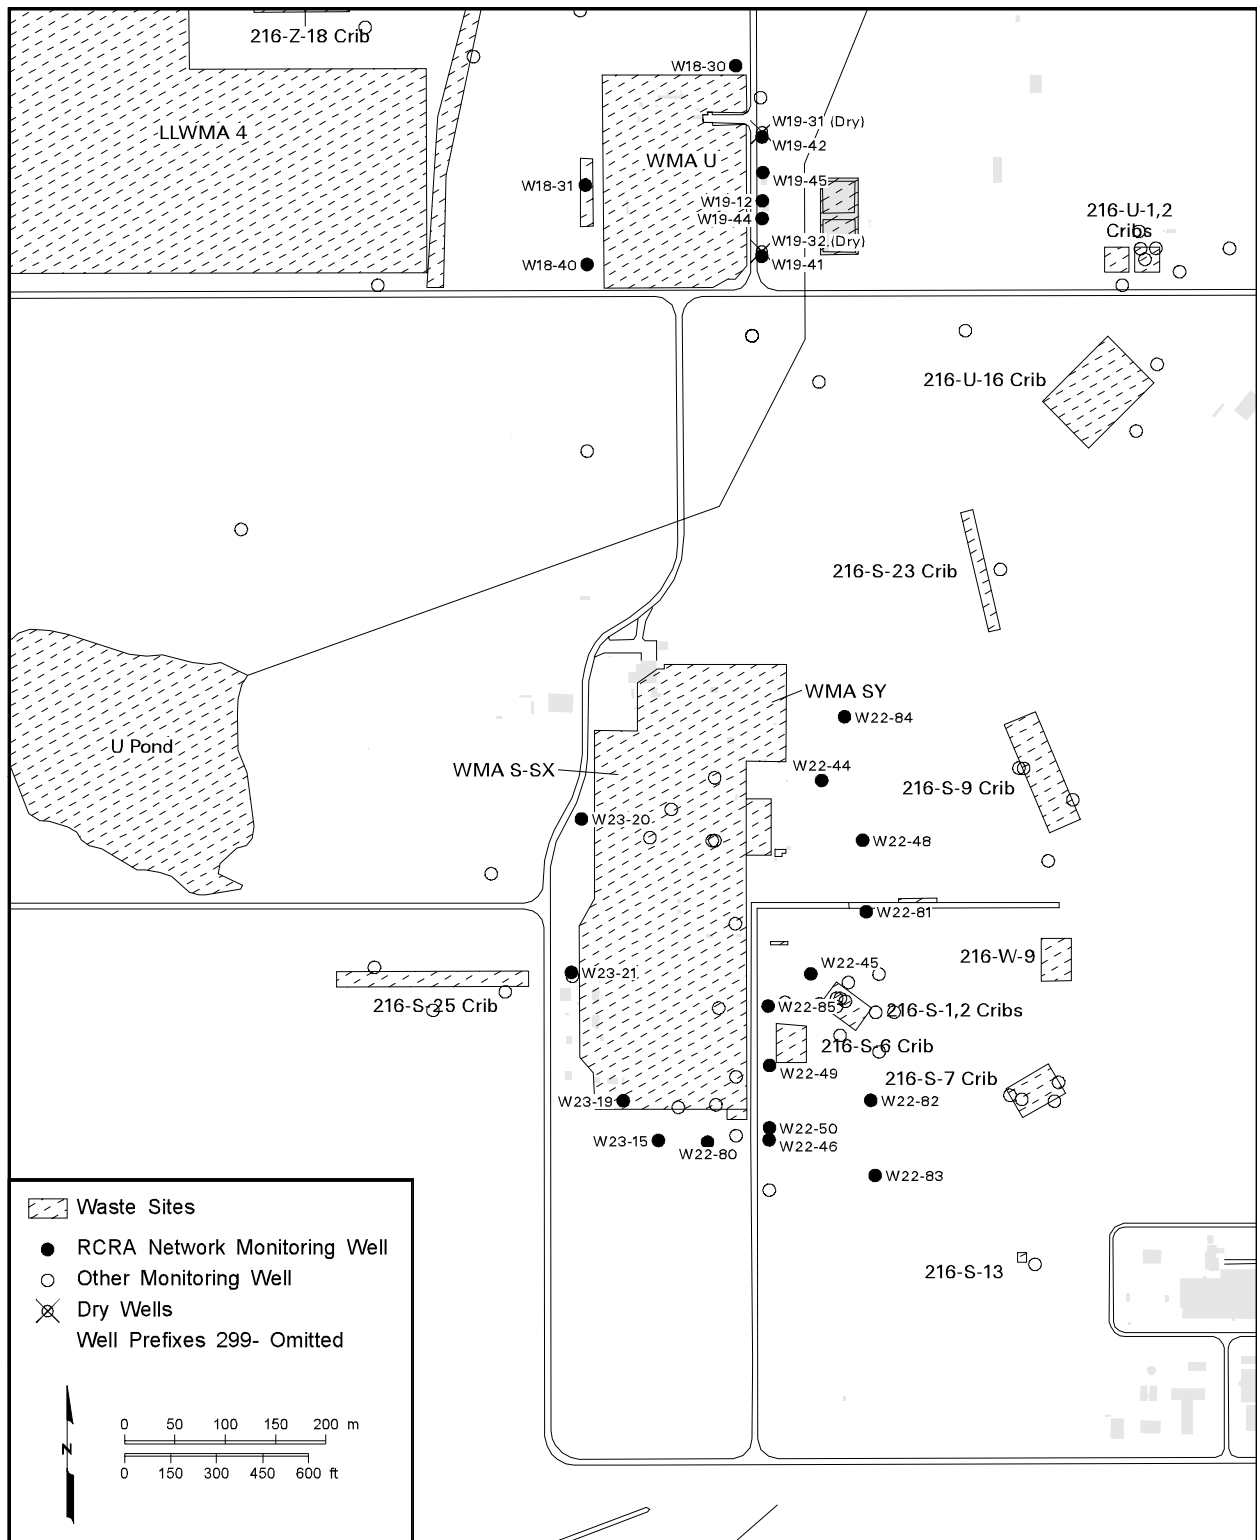 216-Z-18 Crib
W18-30
LLWMA 4
WMA U
W19-31 (Dry)
W19-42
W18-31
W19-45
W19-12
W19-44
W19-32 (Dry)
W19-41
W18-40
216-U-1,2
Cribs
216-U-16 Crib
216-S-23 Crib
WMA SY
W22-84
U Pond
WMA S-SX
W22-44
216-S-9 Crib
W23-20
W22-48
W22-81
216-W-9
W23-21
W22-45
216-S-25 Crib
W22-85
216-S-1,2 Cribs
216-S-6 Crib
W22-49
216-S-7 Crib
W23-19
W22-82
W22-50
W23-15
W22-80
W22-46
W22-83
216-S-13
Waste Sites
RCRA Network Monitoring Well
Other Monitoring Well
Dry Wells
Well Prefixes 299- Omitted
N
0 50 100 150 200 m
0 150 300 450 600 ft